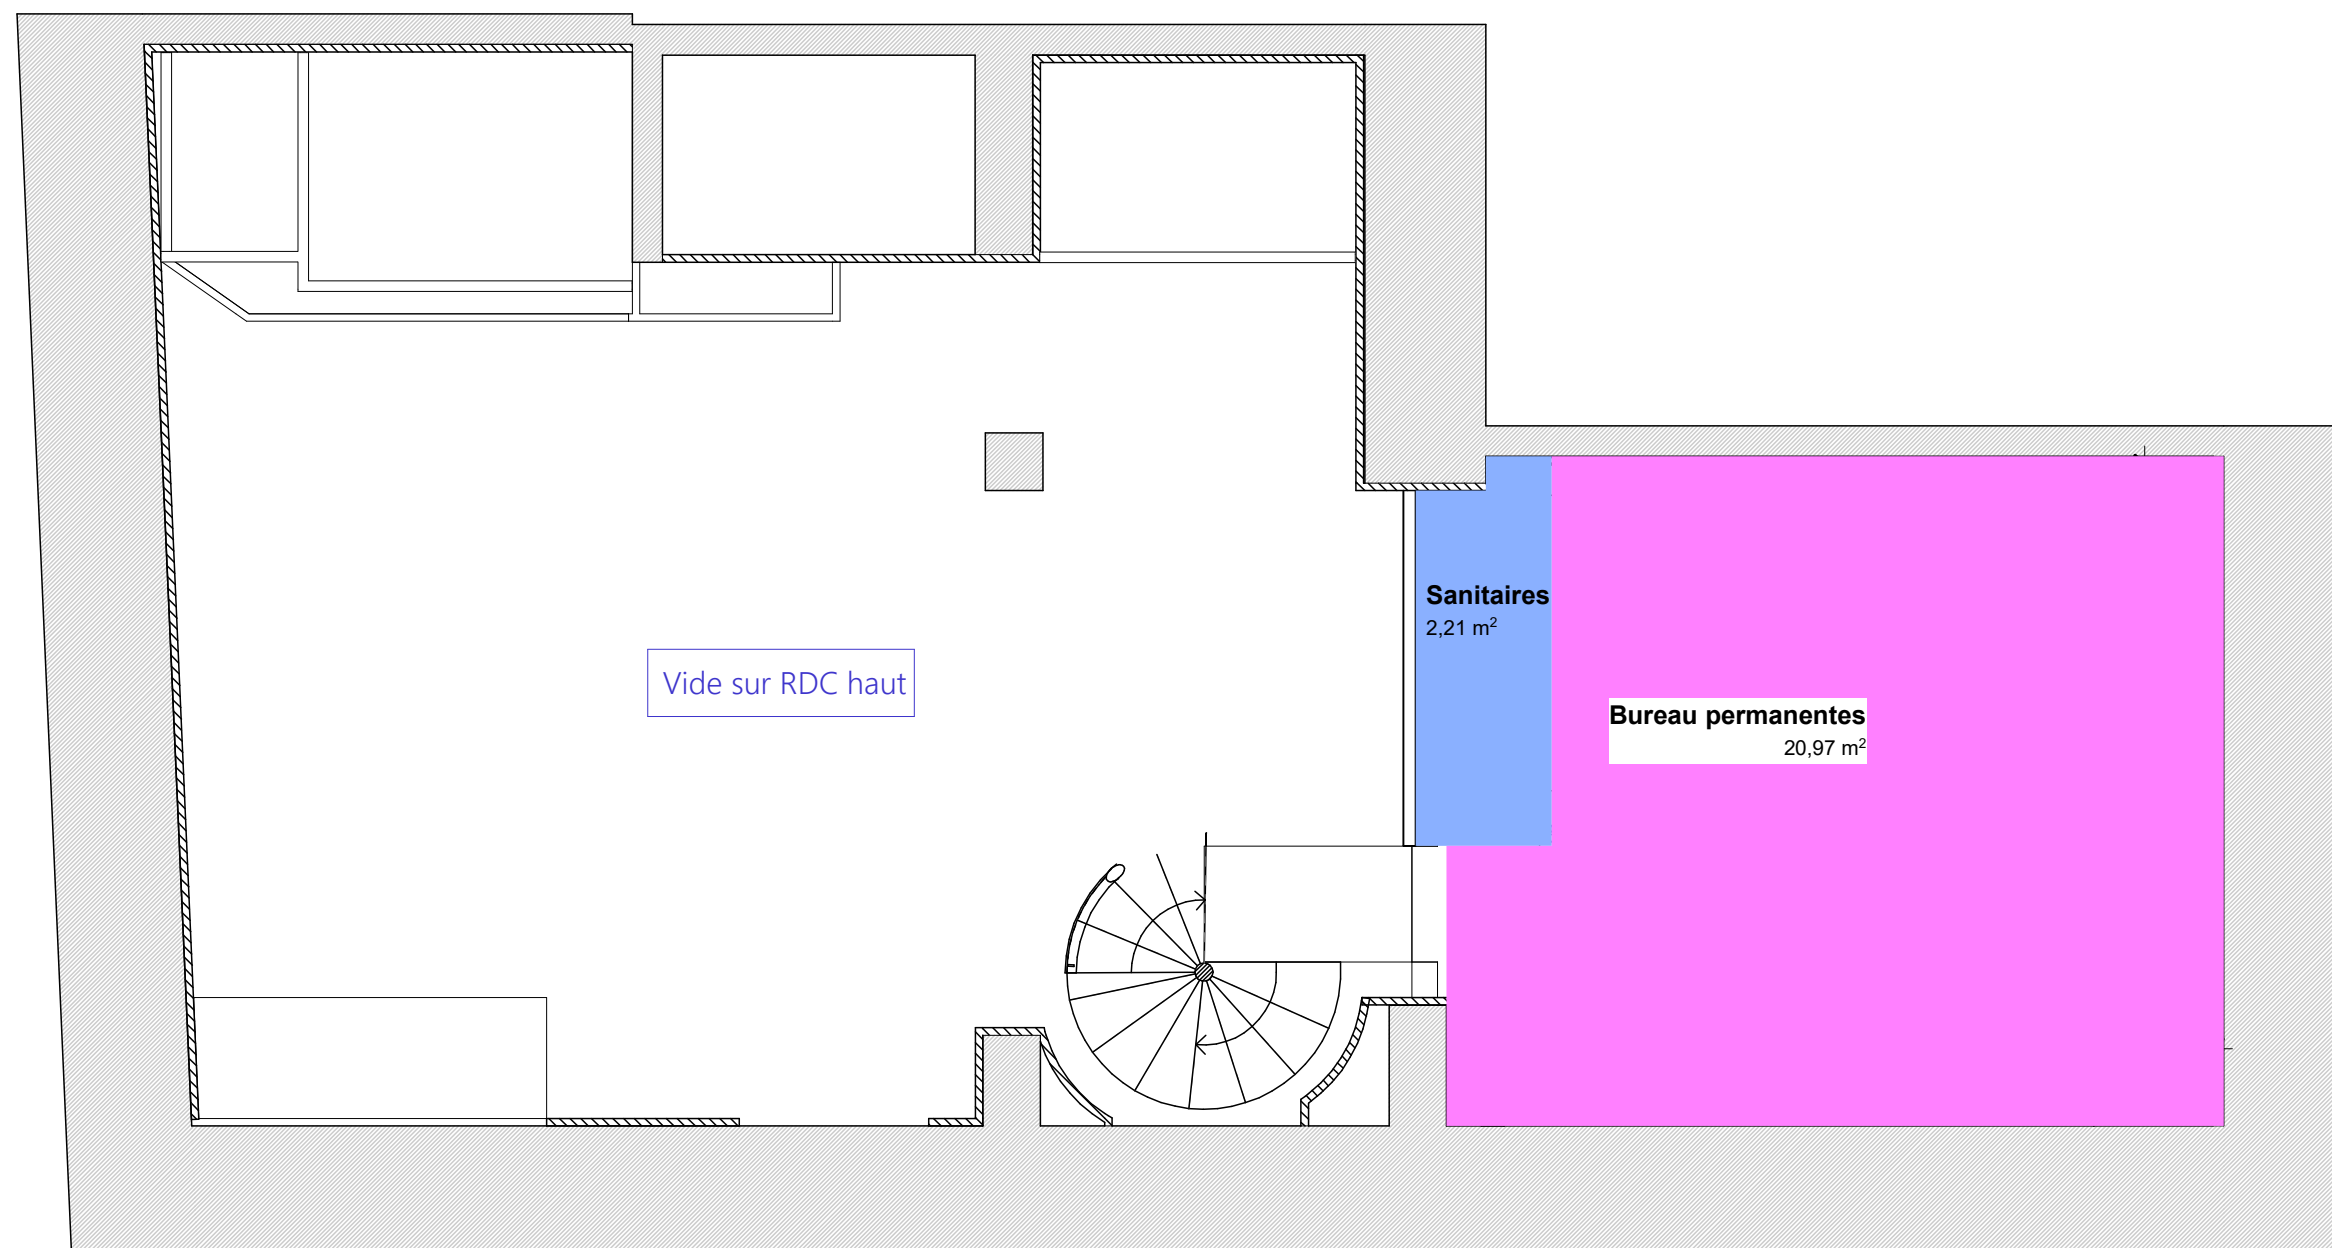 Sanitaires
2,21 m²
Vide sur RDC haut
Bureau permanentes
20,97 m²